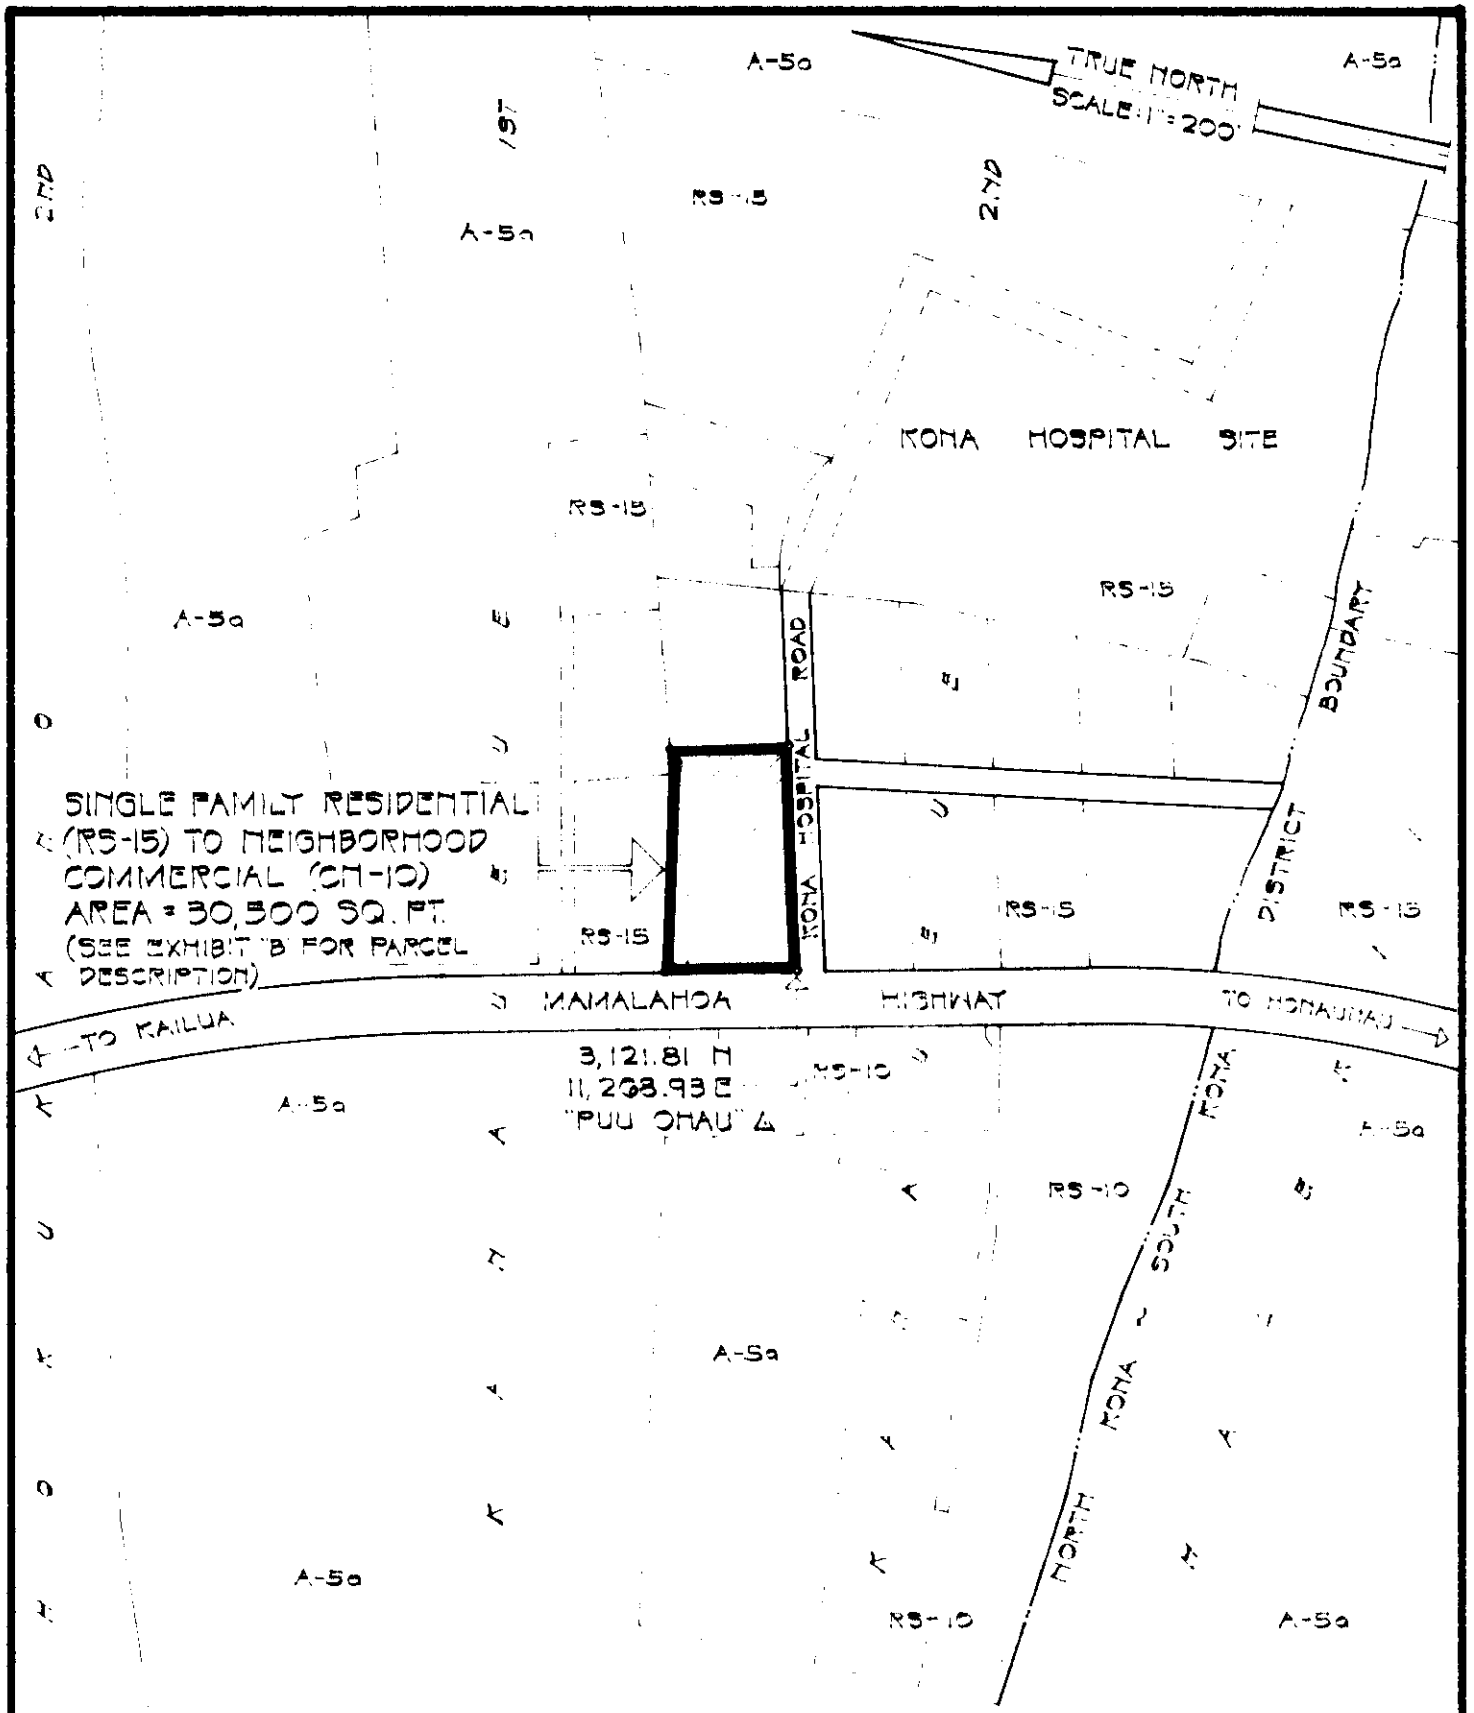 A-5a
A-5a
TRUE NORTH
SCALE: 1" = 200'
1ST
2ND
2ND
RS-15
A-5a
KONA HOSPITAL SITE
RS-15
RS-15
A-5a
KONA HOSPITAL ROAD
DISTRICT BOUNDARY
SINGLE FAMILY RESIDENTIAL
(RS-15) TO NEIGHBORHOOD
COMMERCIAL (CN-10)
AREA = 30,500 SQ. FT.
(SEE EXHIBIT "B" FOR PARCEL
DESCRIPTION)
RS-15
RS-15
RS-15
TO KAILUA
MAMALAHOA HIGHWAY
TO HONAUNAU
3,121.81 N
11,268.93 E
"PUU OHAU" △
RS-10
A-5a
A-5a
RS-10
A-5a
NORTH KONA ~ SOUTH KONA
A-5a
RS-10
A-5a